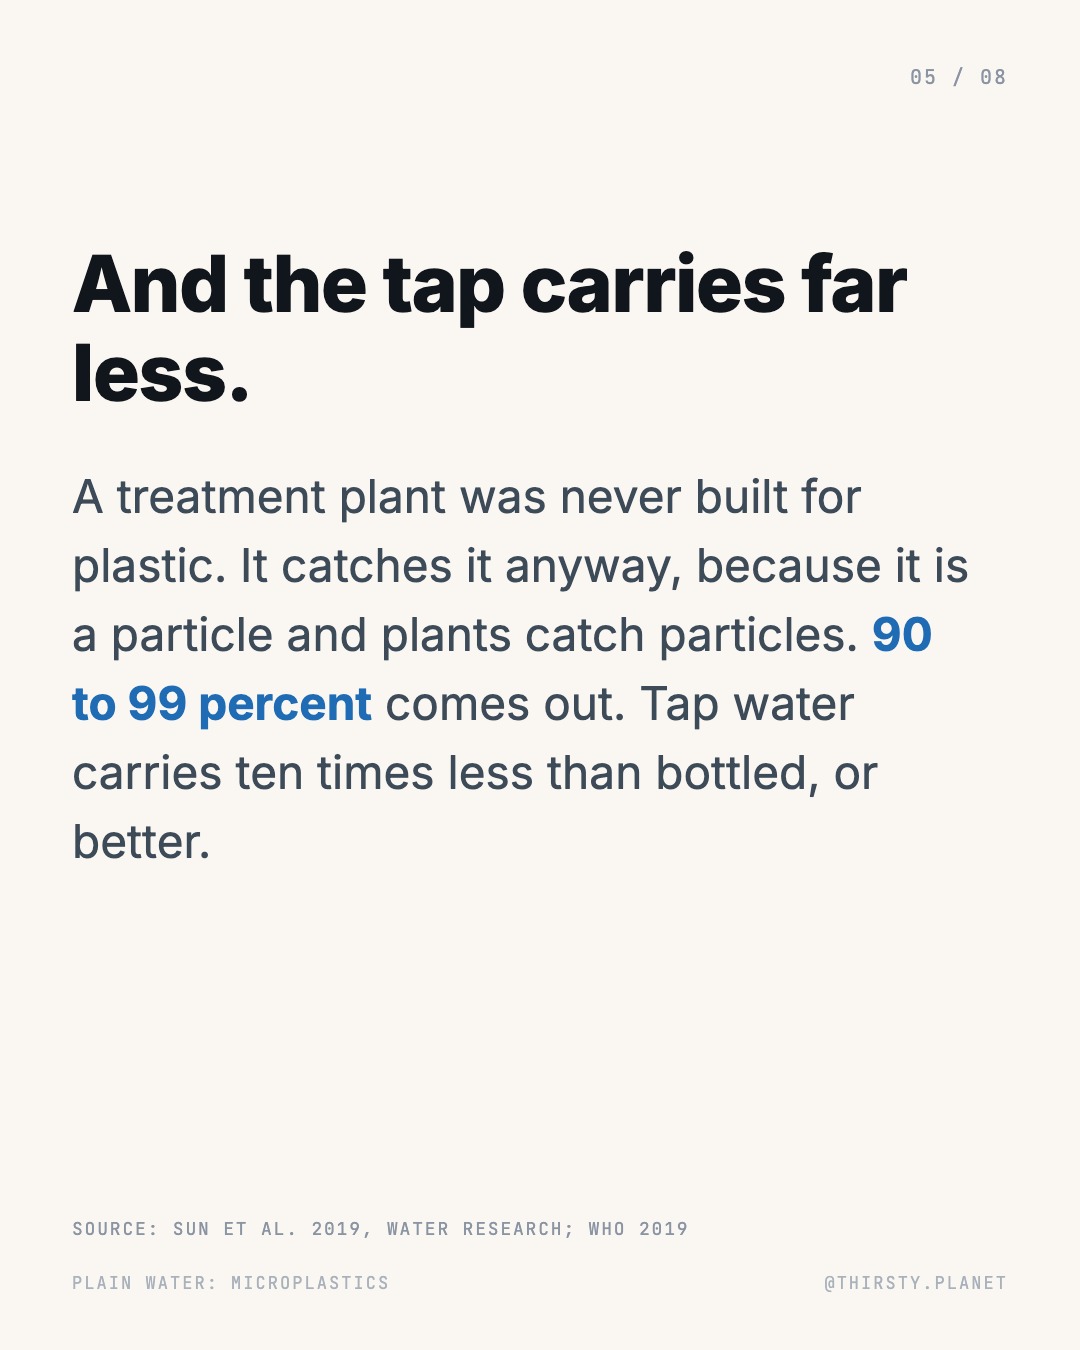 05 / 08
And the tap carries far
less.
A treatment plant was never built for
plastic. It catches it anyway, because it is
a particle and plants catch particles. 90
to 99 percent comes out. Tap water
carries ten times less than bottled, or
better.
SOURCE: SUN ET AL. 2019, WATER RESEARCH; WHO 2019
PLAIN WATER: MICROPLASTICS
@THIRSTY.PLANET